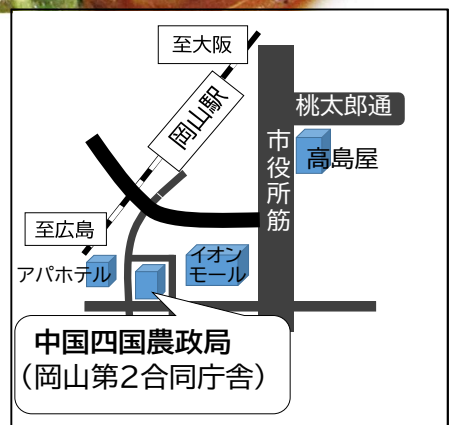 至大阪
岡山駅
桃太郎通
市役所筋
高島屋
至広島
アパホテル
イオン
モール
中国四国農政局
（岡山第2合同庁舎）